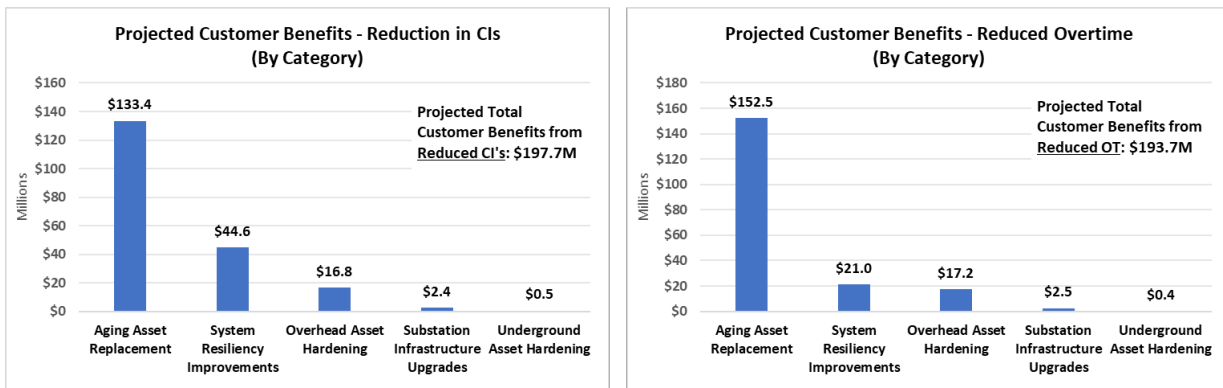 Projected Customer Benefits - Reduction in CIs
(By Category)
$160
$140
$120
$100
$80
$60
$40
$20
$0
Millions
$133.4
$44.6
$16.8
$2.4
$0.5
Projected Total
Customer Benefits from
Reduced CI's: $197.7M
Aging Asset
Replacement
System
Resiliency
Improvements
Overhead Asset
Hardening
Substation
Infrastructure
Upgrades
Underground
Asset Hardening
Projected Customer Benefits - Reduced Overtime
(By Category)
$180
$160
$140
$120
$100
$80
$60
$40
$20
$0
Millions
$152.5
$21.0
$17.2
$2.5
$0.4
Projected Total
Customer Benefits from
Reduced OT: $193.7M
Aging Asset
Replacement
System
Resiliency
Improvements
Overhead Asset
Hardening
Substation
Infrastructure
Upgrades
Underground
Asset Hardening